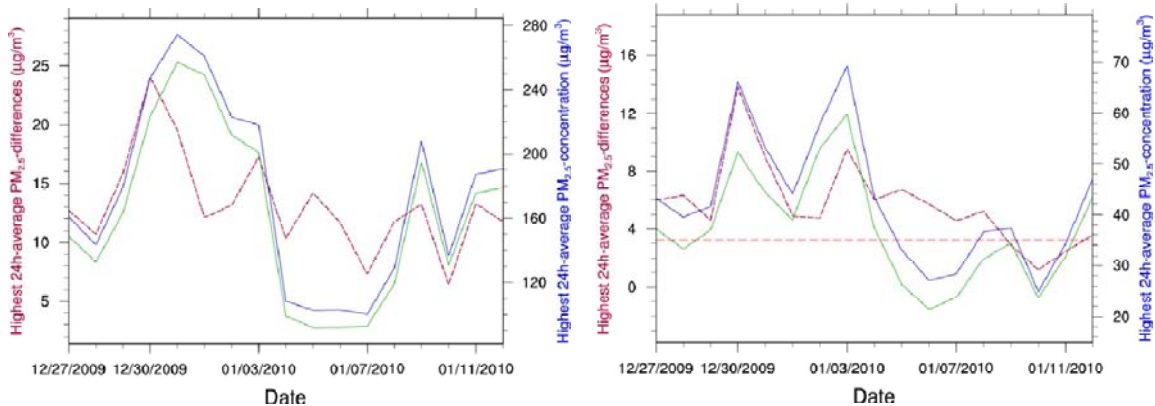 Highest 24h-average PM2.5-differences (μg/m³)
25
20
15
10
5
280
240
200
160
120
Highest 24h-average PM2.5-concentration (μg/m³)
12/27/2009 12/30/2009 01/03/2010 01/07/2010 01/11/2010
Date
Highest 24h-average PM2.5-differences (μg/m³)
16
12
8
4
0
70
60
50
40
30
20
Highest 24h-average PM2.5-concentration (μg/m³)
12/27/2009 12/30/2009 01/03/2010 01/07/2010 01/11/2010
Date